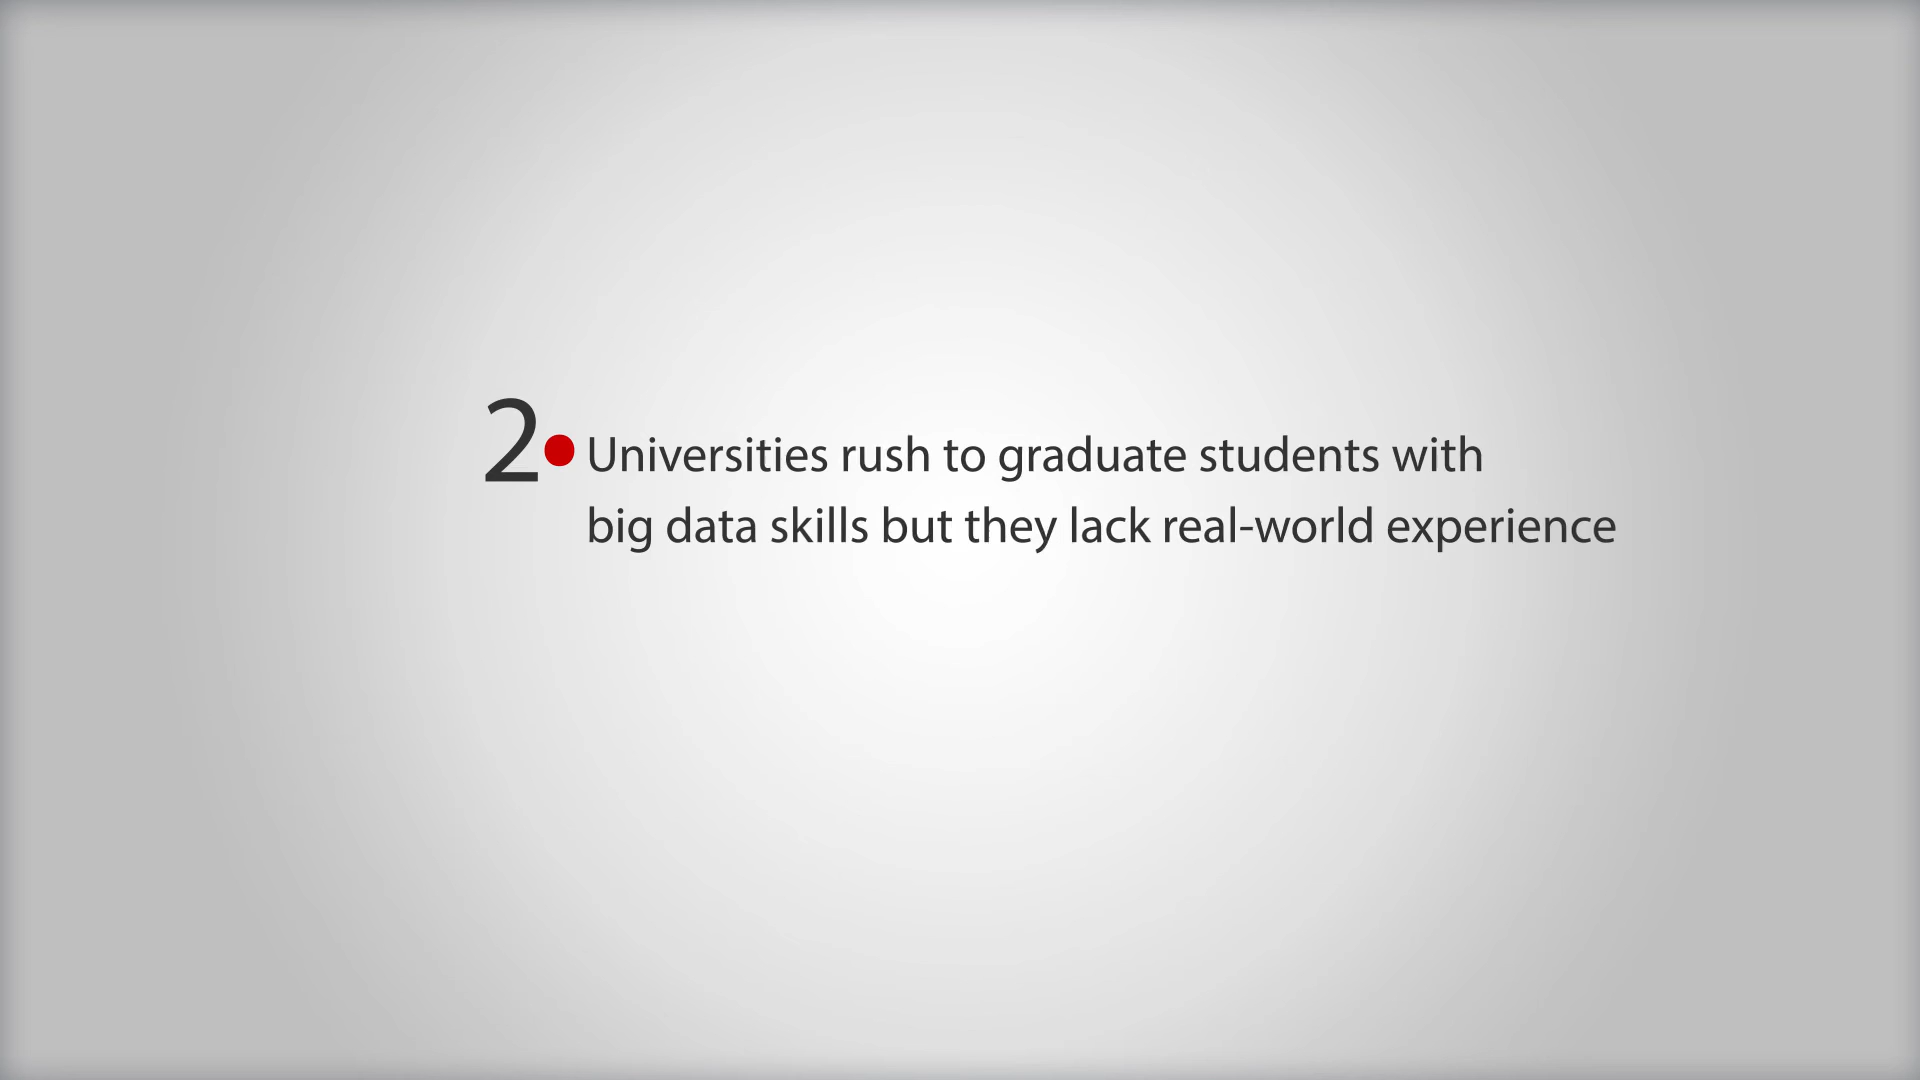 2• Universities rush to graduate students with
big data skills but they lack real-world experience